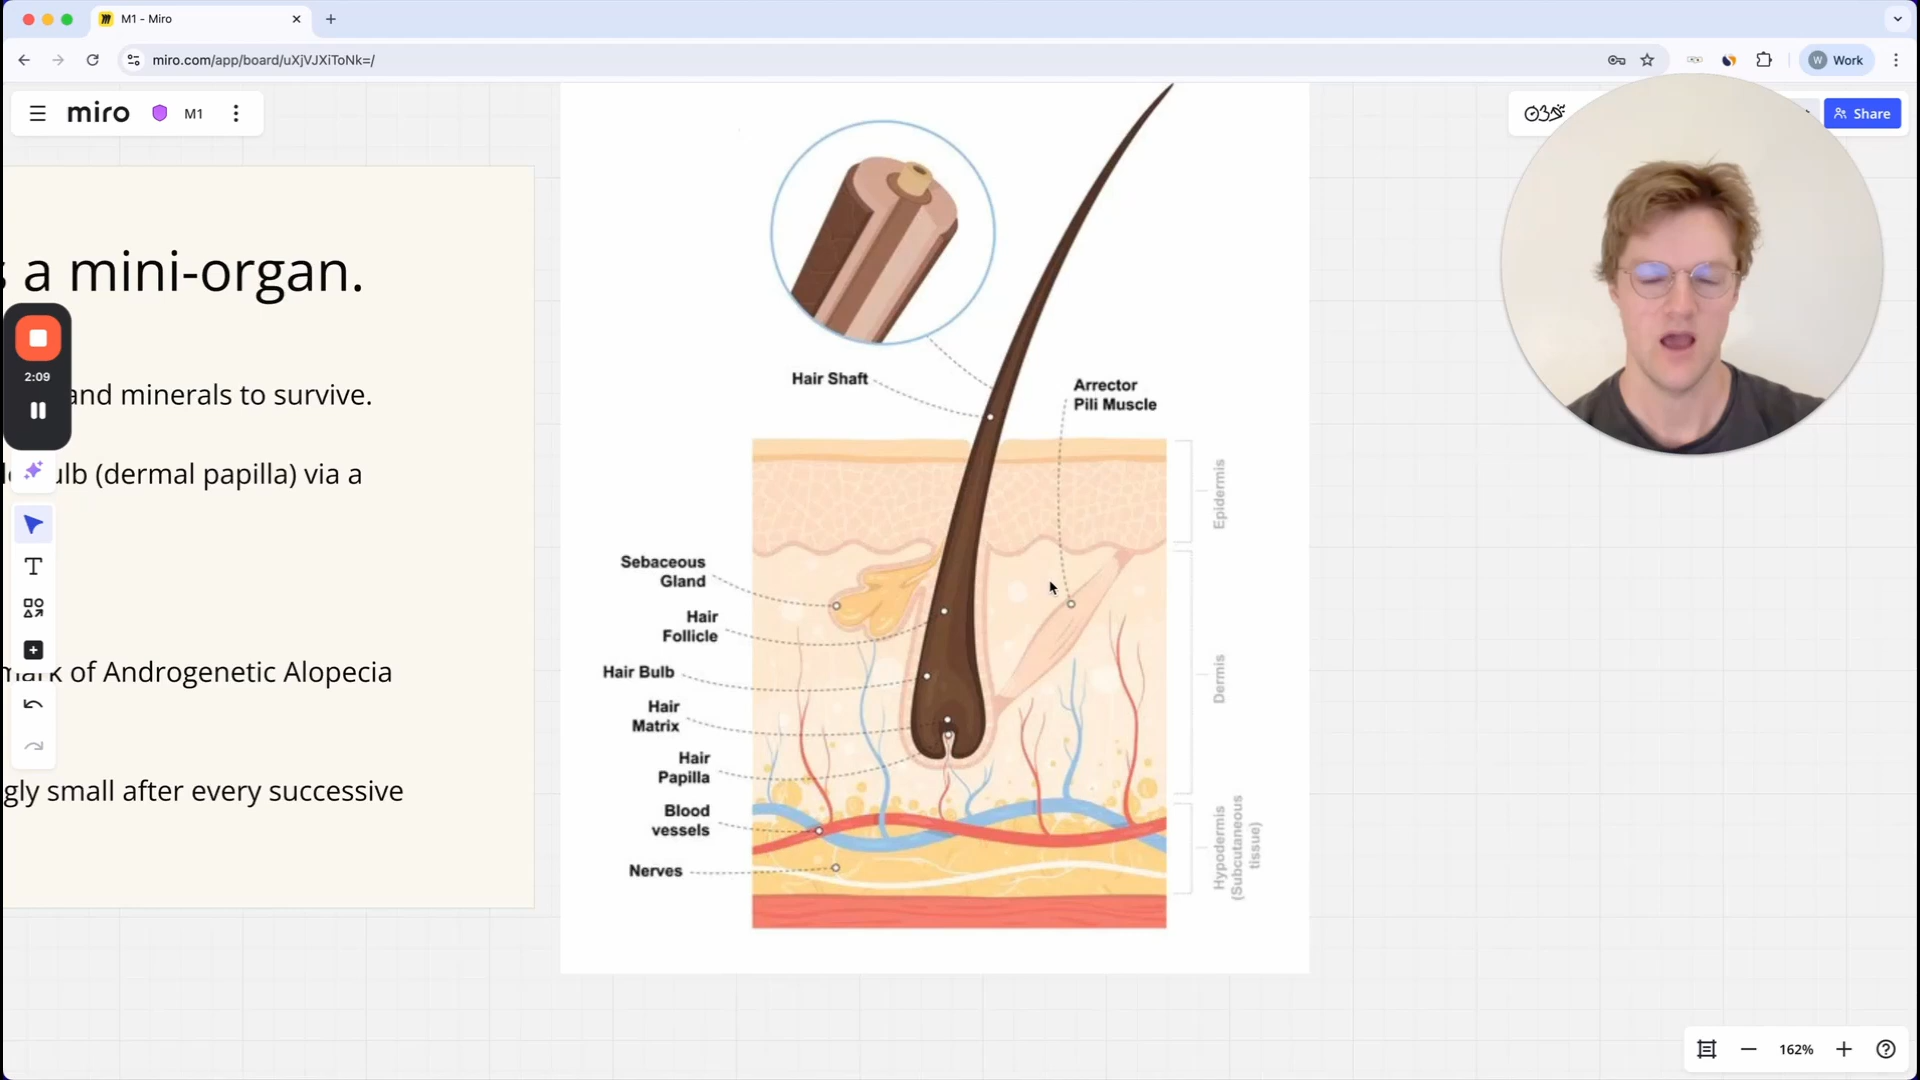 M1 - Miro
miro.com/app/board/uXjVJXiToNk=/
Work
miro
M1
Share
a mini-organ.
2:09
and minerals to survive.
(dermal papilla) via a
of Androgenetic Alopecia
small after every successive
Hair Shaft
Arrector
Pili Muscle
Sebaceous
Gland
Hair
Follicle
Hair Bulb
Hair
Matrix
Hair
Papilla
Blood
vessels
Nerves
Epidermis
Dermis
Hypodermis
(Subcutaneous
tissue)
162%